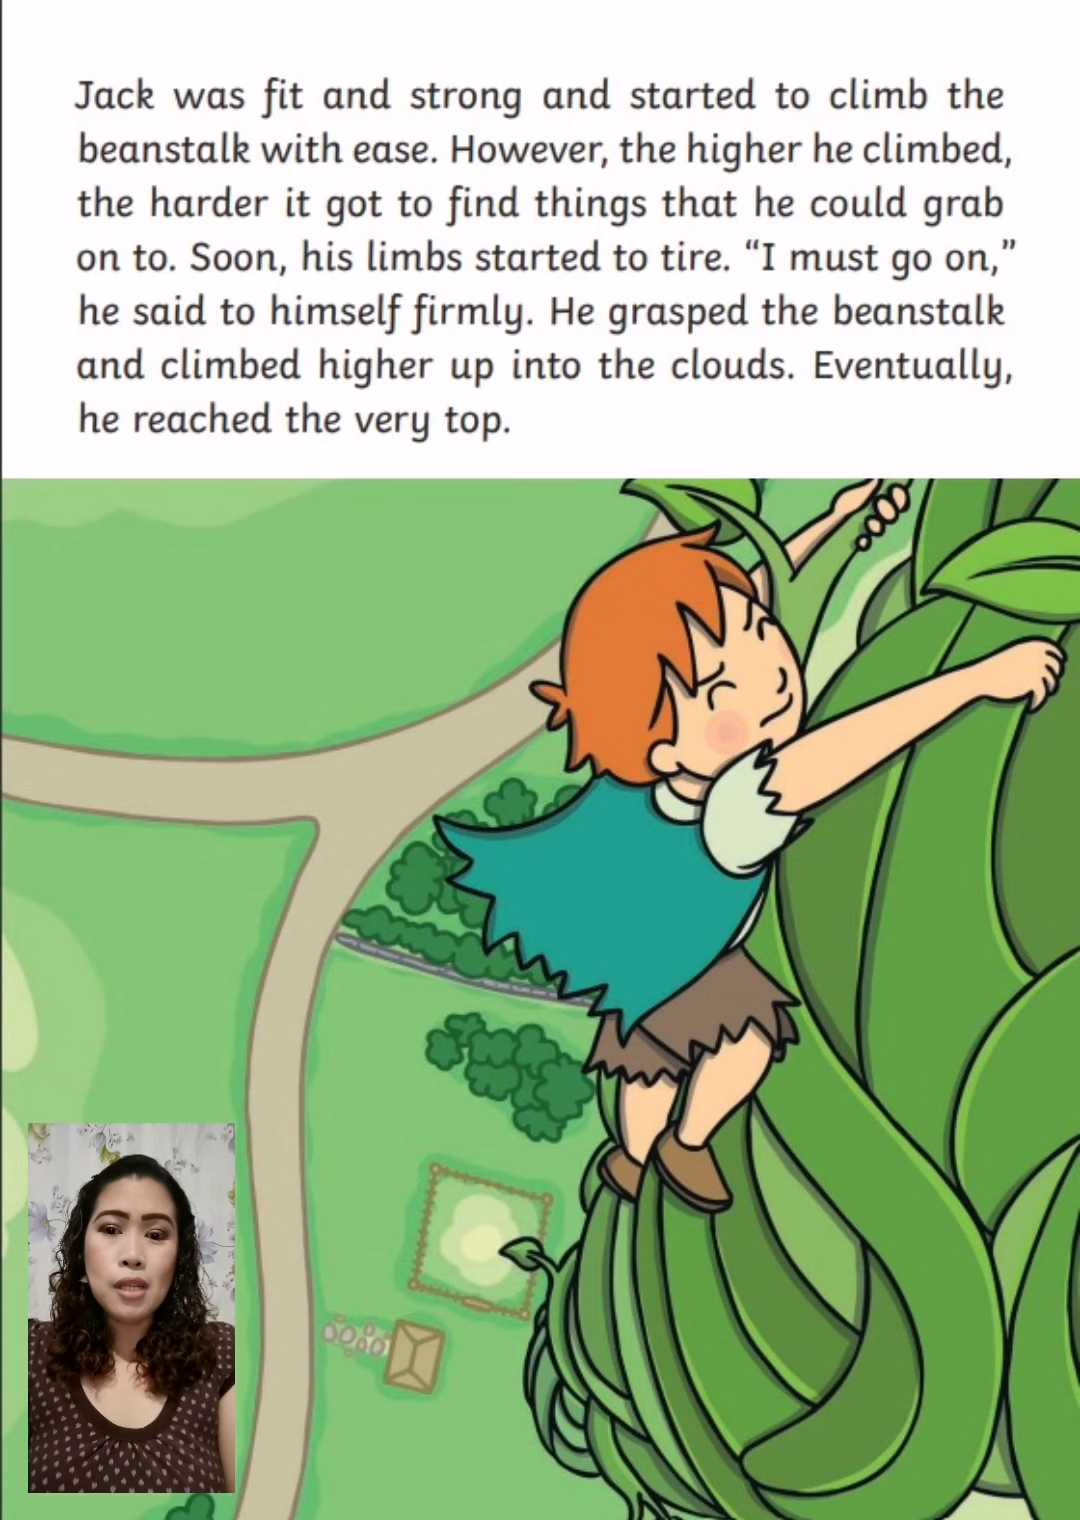 Jack was fit and strong and started to climb the
beanstalk with ease. However, the higher he climbed,
the harder it got to find things that he could grab
on to. Soon, his limbs started to tire. “I must go on,”
he said to himself firmly. He grasped the beanstalk
and climbed higher up into the clouds. Eventually,
he reached the very top.